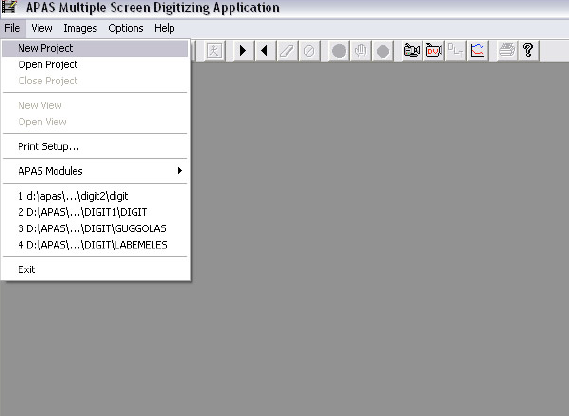 APAS Multiple Screen Digitizing Application
File View Images Options Help
New Project
Open Project
Close Project
New View
Open View
Print Setup...
APAS Modules
1 d:\apas\...\digit2\digit
2 D:\APAS\...\DIGIT1\DIGIT
3 D:\APAS\...\DIGIT\GUGGOLAS
4 D:\APAS\...\DIGIT\LABEMELES
Exit